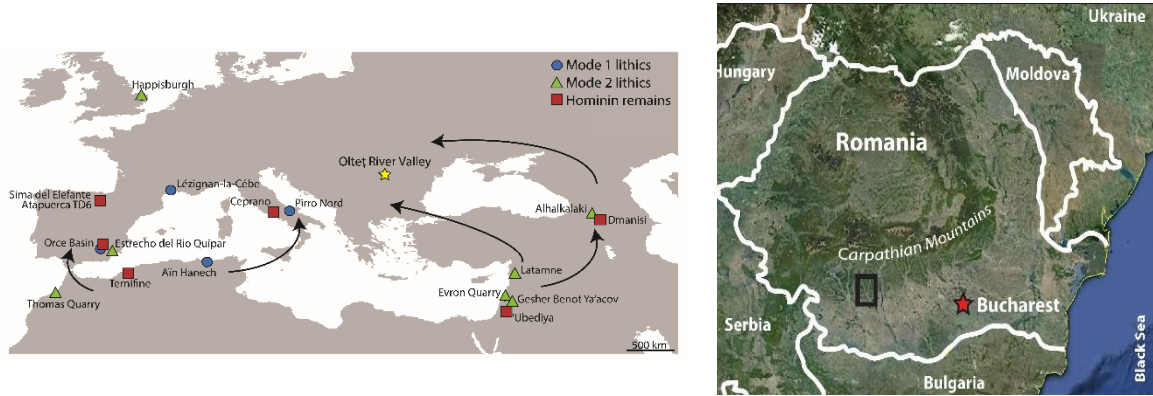 Mode 1 lithics
Mode 2 lithics
Hominin remains
Happisburgh
Olteţ River Valley
Lézignan-la-Cèbe
Sima del Elefante
Atapuerca TD6
Ceprano
Pirro Nord
Alhalkalaki
Dmanisi
Orce Basin
Estrecho del Rio Quipar
Aïn Hanech
Ternifine
Thomas Quarry
Latamne
Evron Quarry
Gesher Benot Ya'acov
Ubediya
500 km
Ukraine
Hungary
Moldova
Romania
Carpathian Mountains
Bucharest
Serbia
Bulgaria
Black Sea